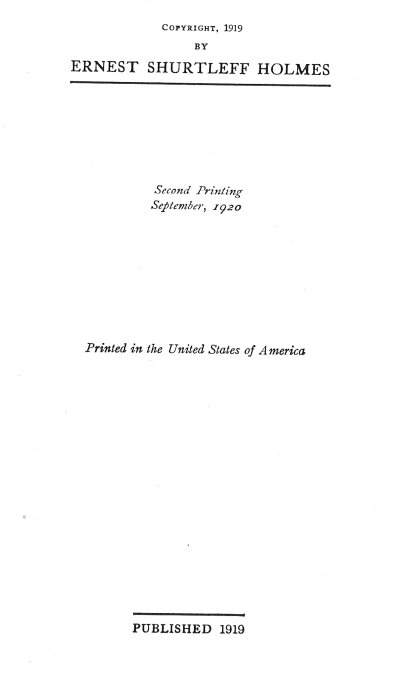 COPYRIGHT, 1919
BY
ERNEST SHURTLEFF HOLMES
Second Printing
September, 1920
Printed in the United States of America
PUBLISHED 1919